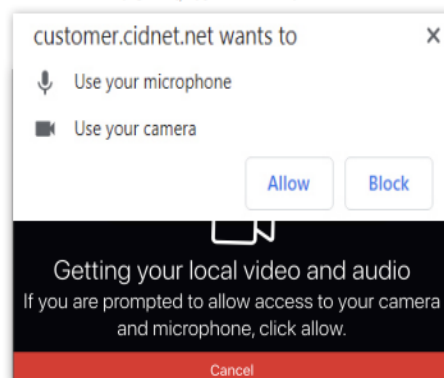 customer.cidnet.net wants to
Use your microphone
Use your camera
Allow
Block
Getting your local video and audio
If you are prompted to allow access to your camera
and microphone, click allow.
Cancel